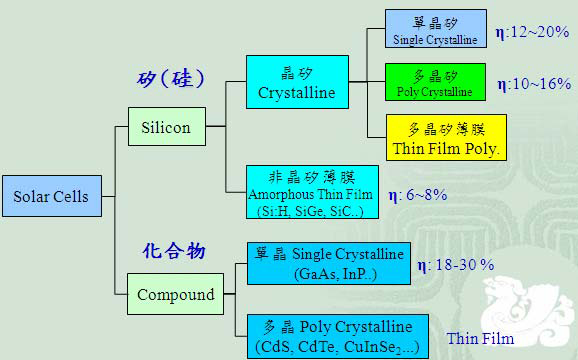 單晶矽
Single Crystalline
η:12~20%
矽(硅)
晶矽
Crystalline
多晶矽
Poly Crystalline
η:10~16%
Silicon
多晶矽薄膜
Thin Film Poly.
Solar Cells
非晶矽薄膜
Amorphous Thin Film
(Si:H, SiGe, SiC..)
η: 6~8%
化合物
單晶 Single Crystalline
(GaAs, InP..)
η: 18-30 %
Compound
多晶 Poly Crystalline
(CdS, CdTe, CuInSe₂...)
Thin Film